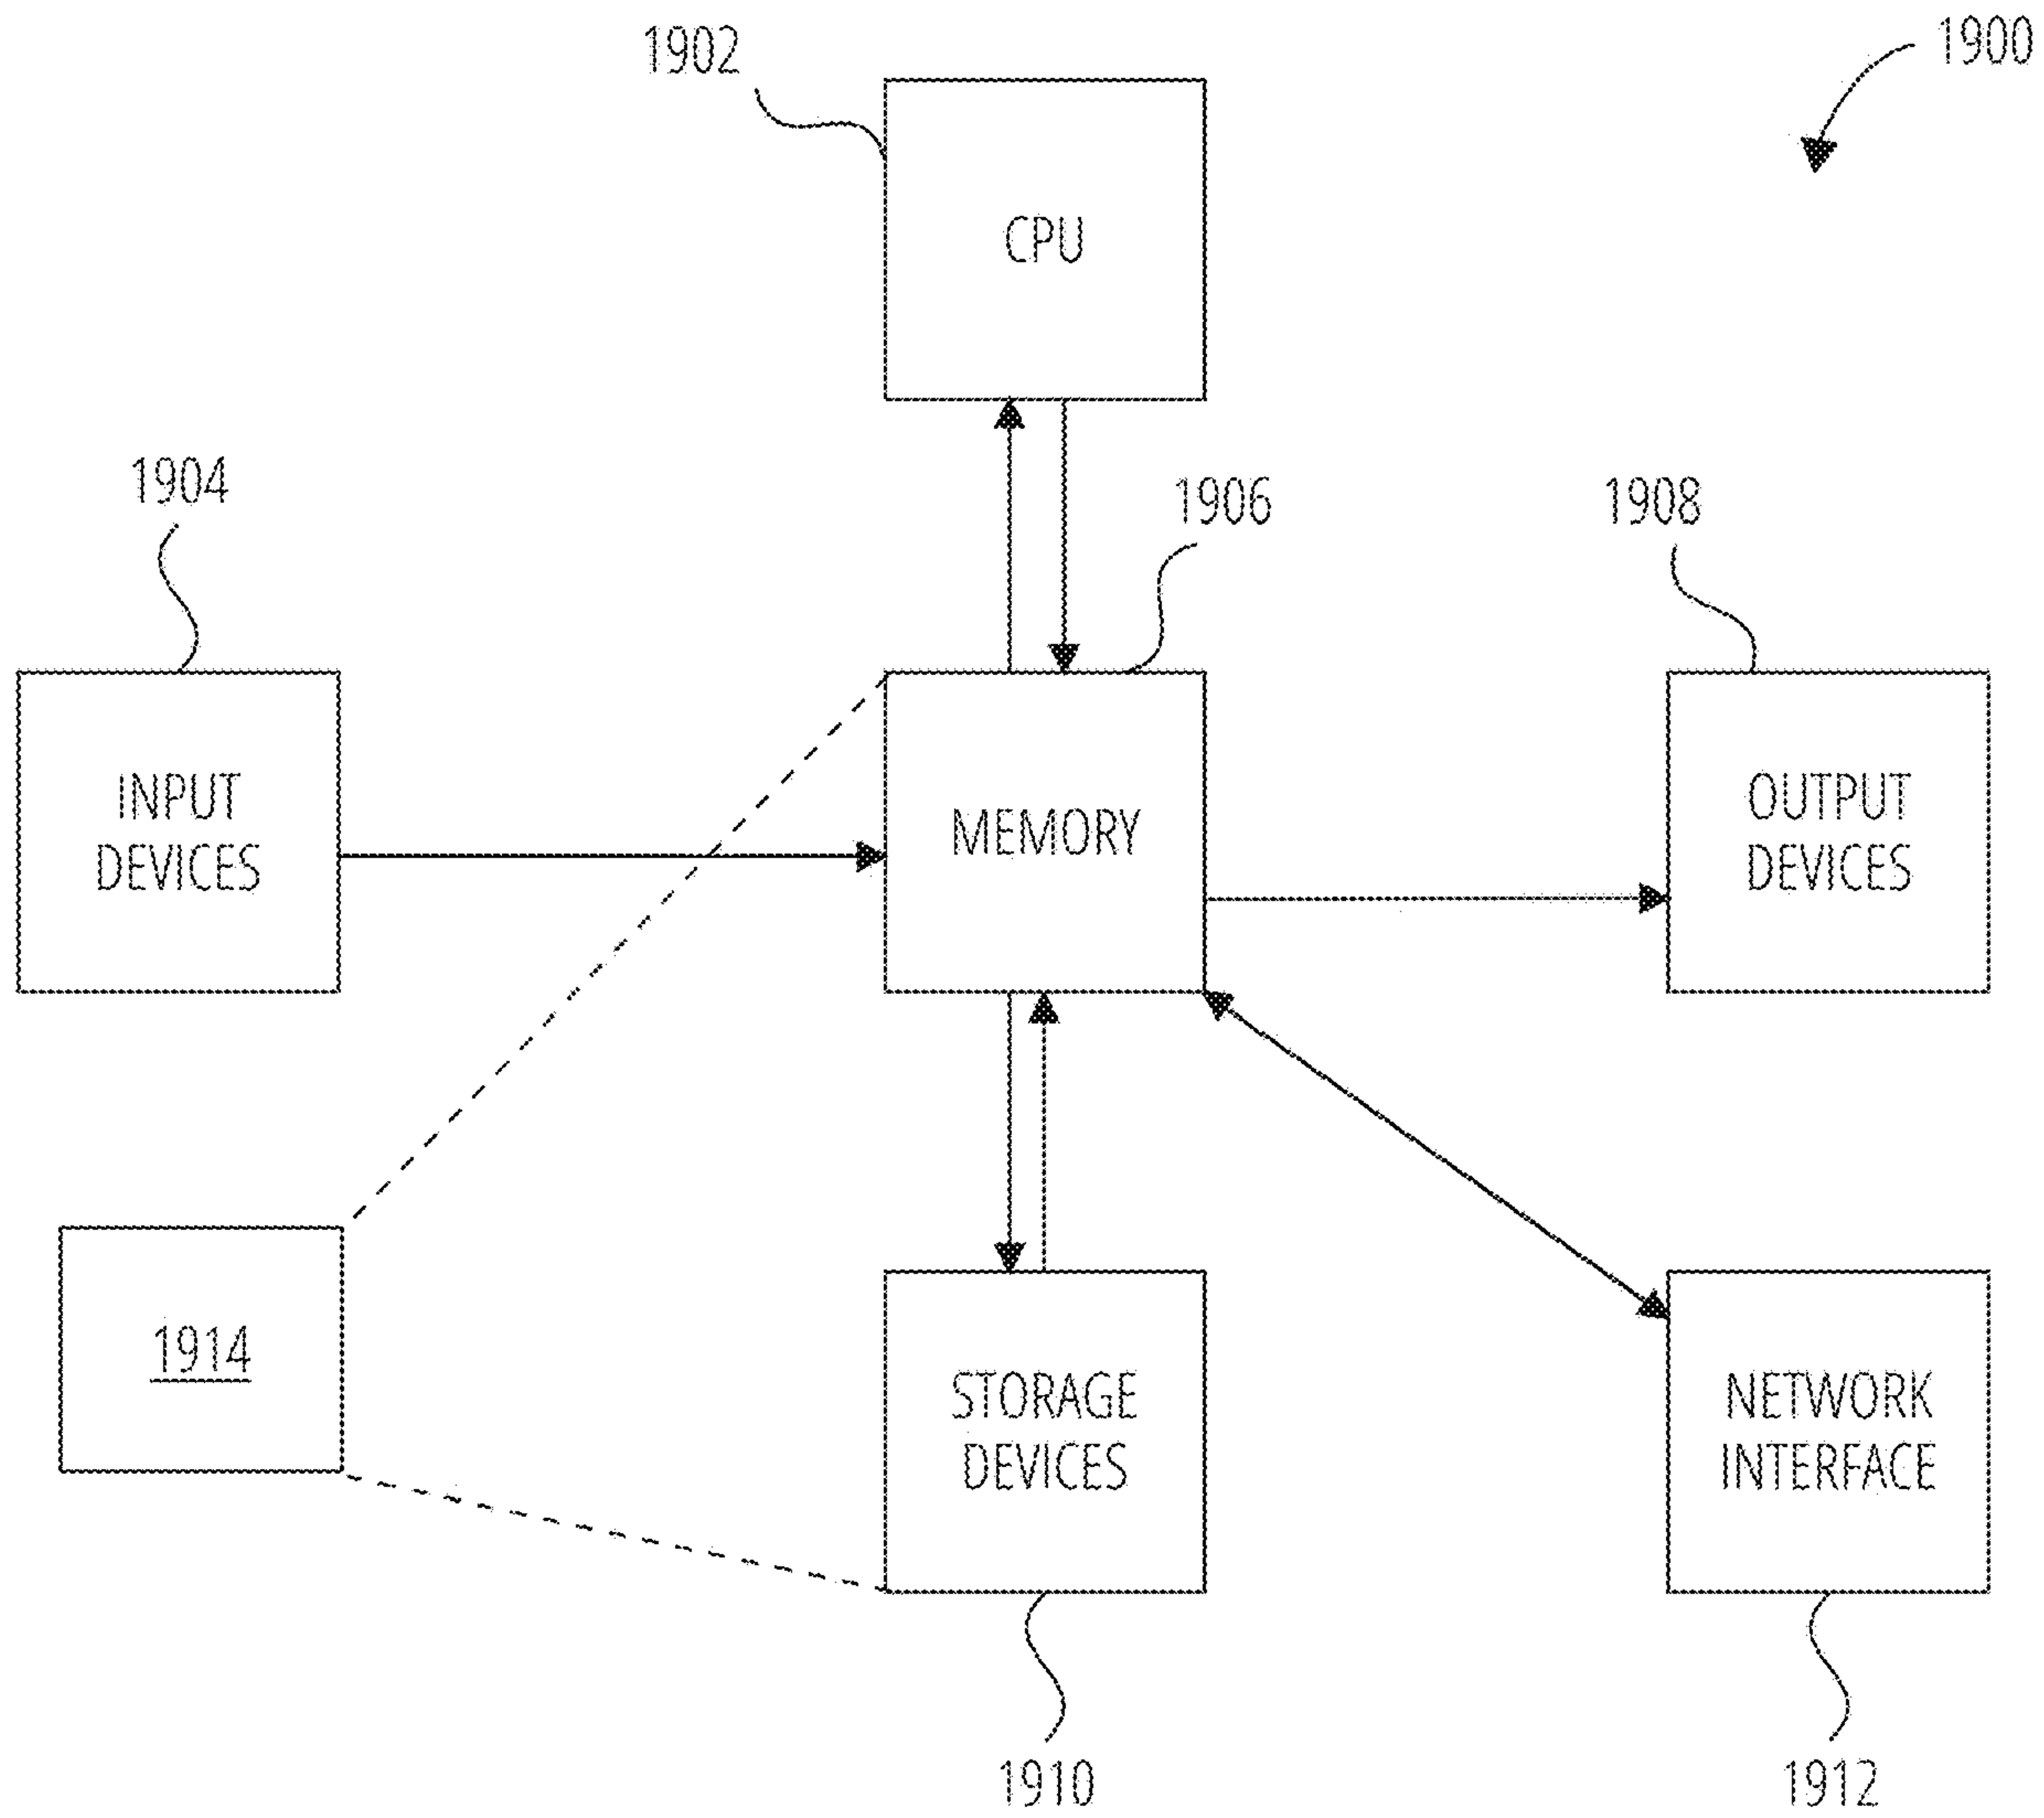 1902
1900
CPU
1904
1906
1908
INPUT
DEVICES
MEMORY
OUTPUT
DEVICES
1914
STORAGE
DEVICES
NETWORK
INTERFACE
1910
1912